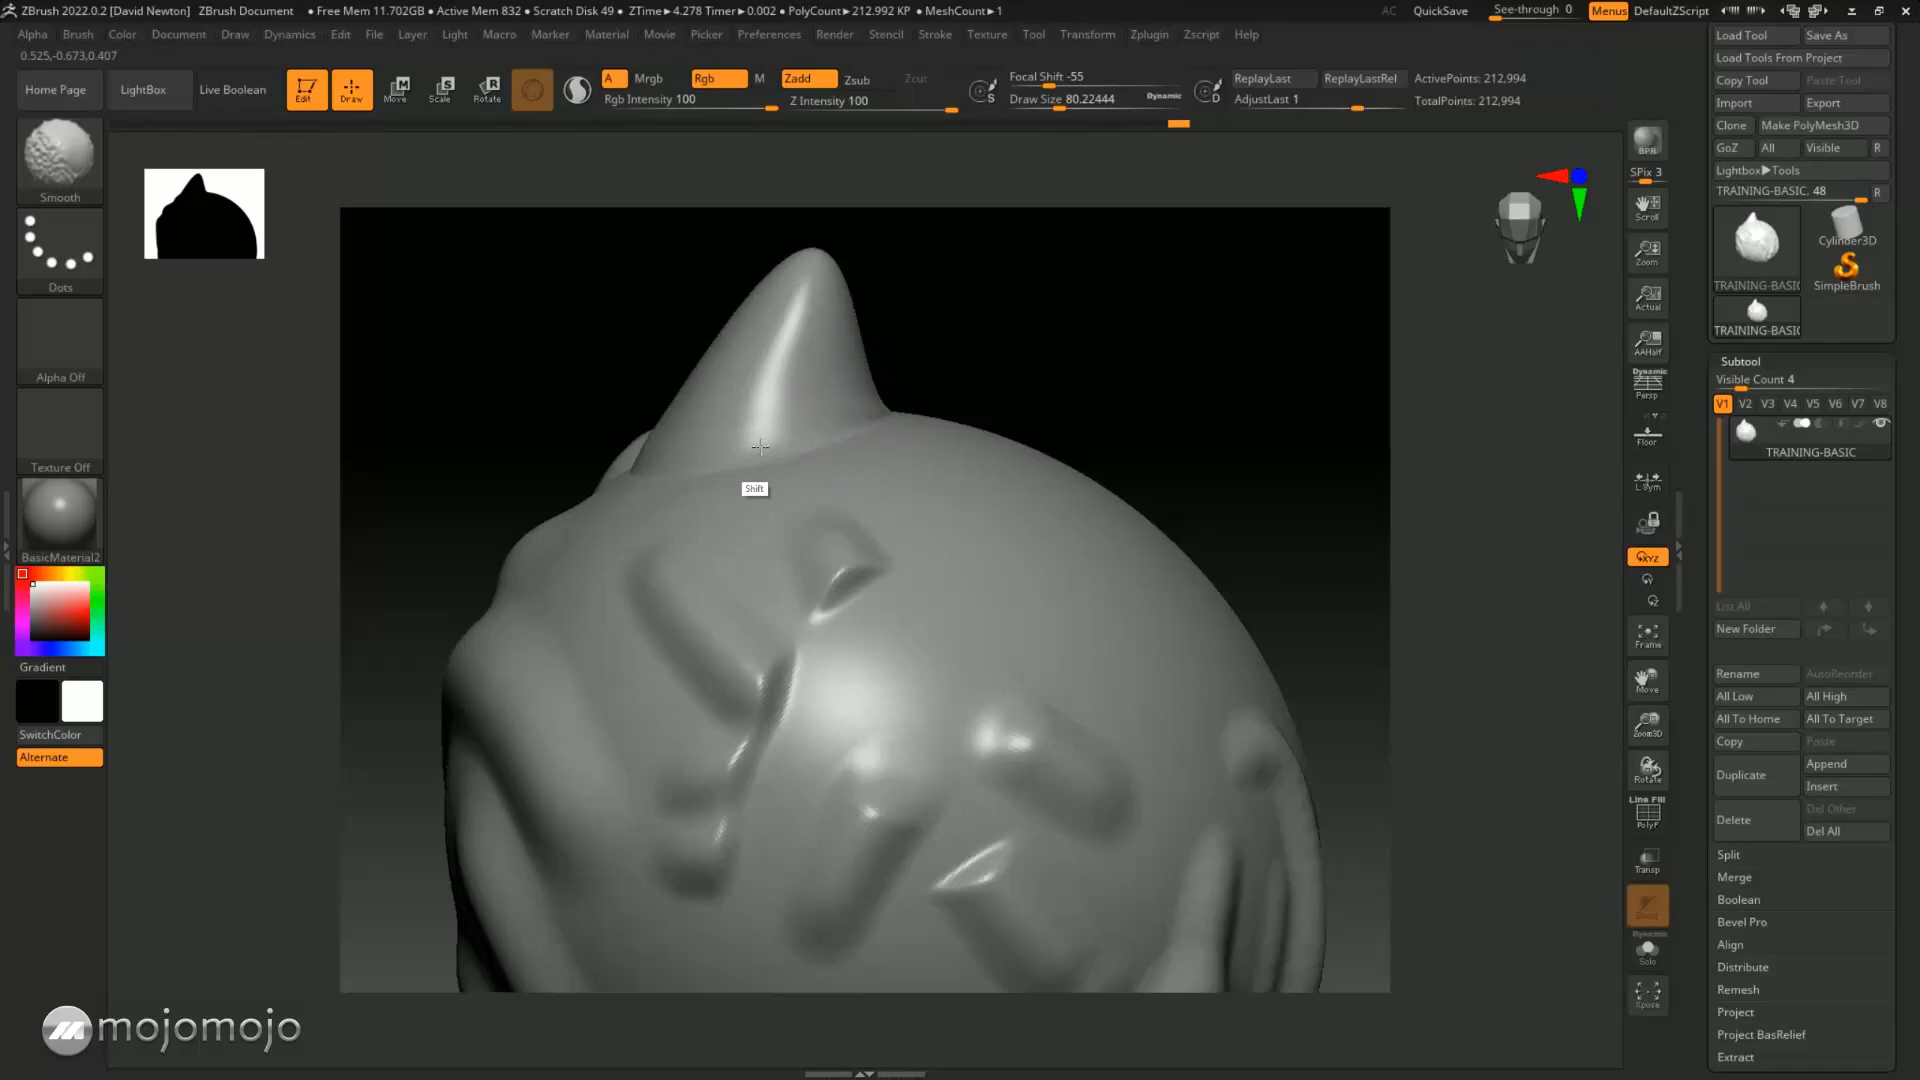 ZBrush 2022.0.2 [David Newton] ZBrush Document ● Free Mem 11.702GB ● Active Mem 832 ● Scratch Disk 49 ● ZTime▶4.278 Timer▶0.002 ● PolyCount▶212.992 KP ● MeshCount▶1 AC QuickSave See-through 0 Menus DefaultZScript
Alpha Brush Color Document Draw Dynamics Edit File Layer Light Macro Marker Material Movie Picker Preferences Render Stencil Stroke Texture Tool Transform Zplugin Zscript Help
0.525,-0.673,0.407
Home Page LightBox Live Boolean Edit Draw Move Scale Rotate
A Mrgb Rgb M Zadd Zsub Zcut
Rgb Intensity 100 Z Intensity 100
Focal Shift -55
Draw Size 80.22444 Dynamic
ReplayLast ReplayLastRel ActivePoints: 212,994
AdjustLast 1 TotalPoints: 212,994
Smooth
Dots
Alpha Off
Texture Off
BasicMaterial2
Gradient
SwitchColor
Alternate
Shift
mojomojo
BPR
SPix 3
Scroll
Zoom
Actual
AAHalf
Dynamic
Persp
Floor
L.Sym
XYZ
Frame
Move
Zoom3D
Rotate
Line Fill
PolyF
Transp
Dynamic
Solo
Xpose
Load Tool Save As
Load Tools From Project
Copy Tool Paste Tool
Import Export
Clone Make PolyMesh3D
GoZ All Visible R
Lightbox▶Tools
TRAINING-BASIC. 48 R
Cylinder3D
TRAINING-BASIC SimpleBrush
TRAINING-BASIC
Subtool
Visible Count 4
V1 V2 V3 V4 V5 V6 V7 V8
TRAINING-BASIC
List All
New Folder
Rename AutoReorder
All Low All High
All To Home All To Target
Copy Paste
Duplicate Append
Insert
Delete Del Other
Del All
Split
Merge
Boolean
Bevel Pro
Align
Distribute
Remesh
Project
Project BasRelief
Extract